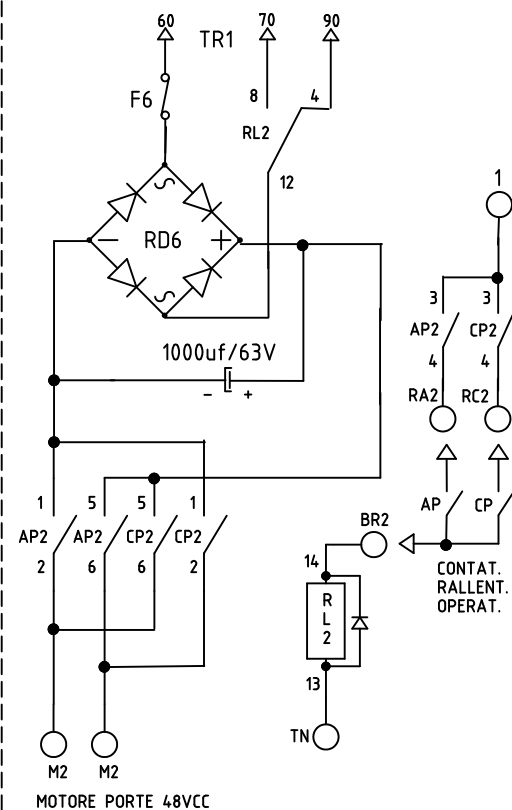 60 TR1 70 90
F6
8 4
RL2
12
RD6
− +
1
1000uf/63V
- +
3 3
AP2 CP2
4 4
RA2 RC2
1 5 5 1
AP2 AP2 CP2 CP2
2 6 6 2
AP CP
BR2
14
CONTAT.
RALLENT.
OPERAT.
R
L
2
13
TN
M2 M2
MOTORE PORTE 48VCC